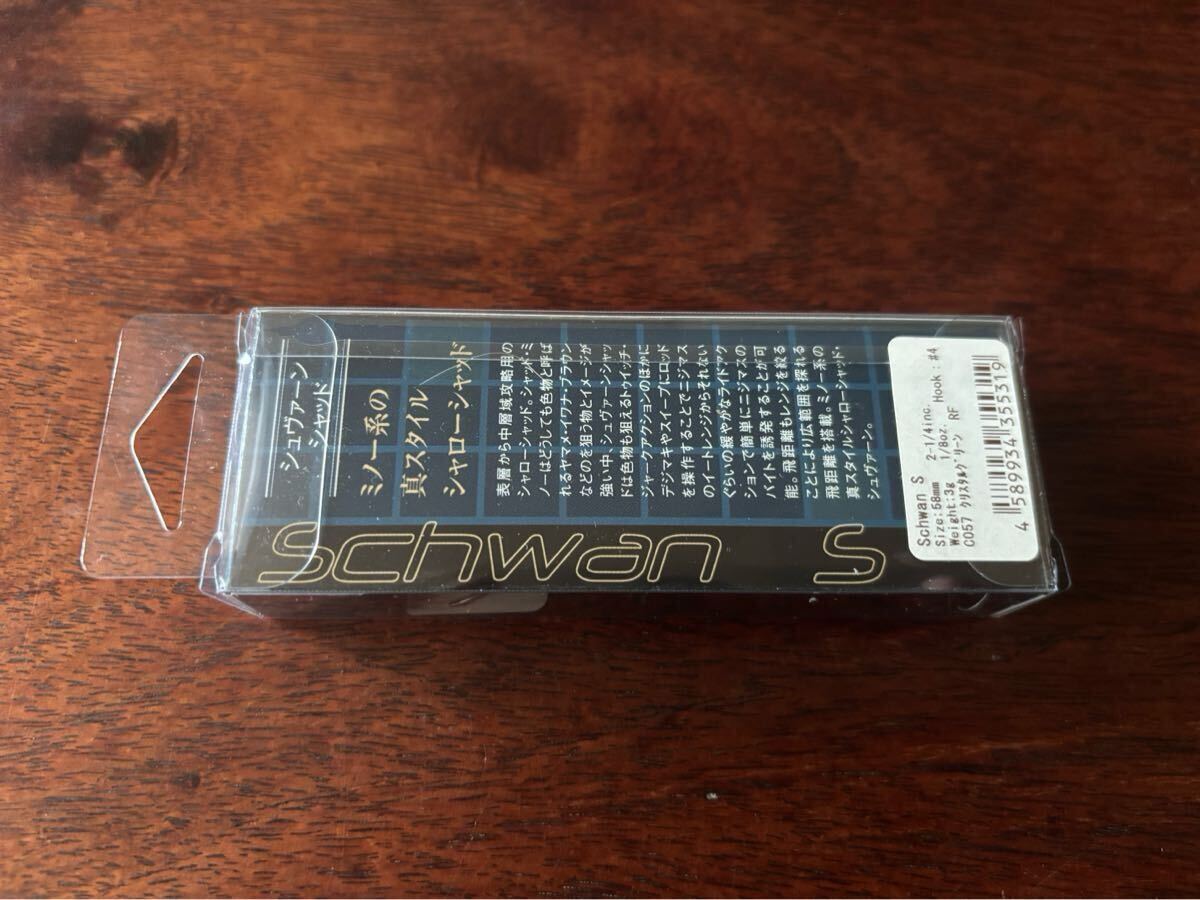 シュヴァーン
シャッド
ミノー系の
真スタイル
シャローシャッド
表層から中層域攻略用の
シャローシャッド。シャッド・ミ
ノーはどうしても色物と呼ば
れるヤマメ・イワナ・ブラウン
などのを狙う物とイメージが
強い中、シュヴァーンシャッ
ドは色物も狙えるトゥイッチ・
ジャークアクションのほかに
デジマキやスイープにロッド
を操作することでニジマス
のイートレンジからそれない
ぐらいの緩やかなライドアク
ションで簡単にニジマスの
バイトを誘発することが可
能。飛距離もレンジを絞る
ことにより広範囲を探れる
飛距離を搭載。ミノー系の
真スタイルシャローシャッド・
シュヴァーン。
Schwan S
Schwan S
Size:58mm 2-1/4inc. Hook:#4
Weight:3g 1/8oz. RF
C057 クリスタルグリーン
4 589934 355319